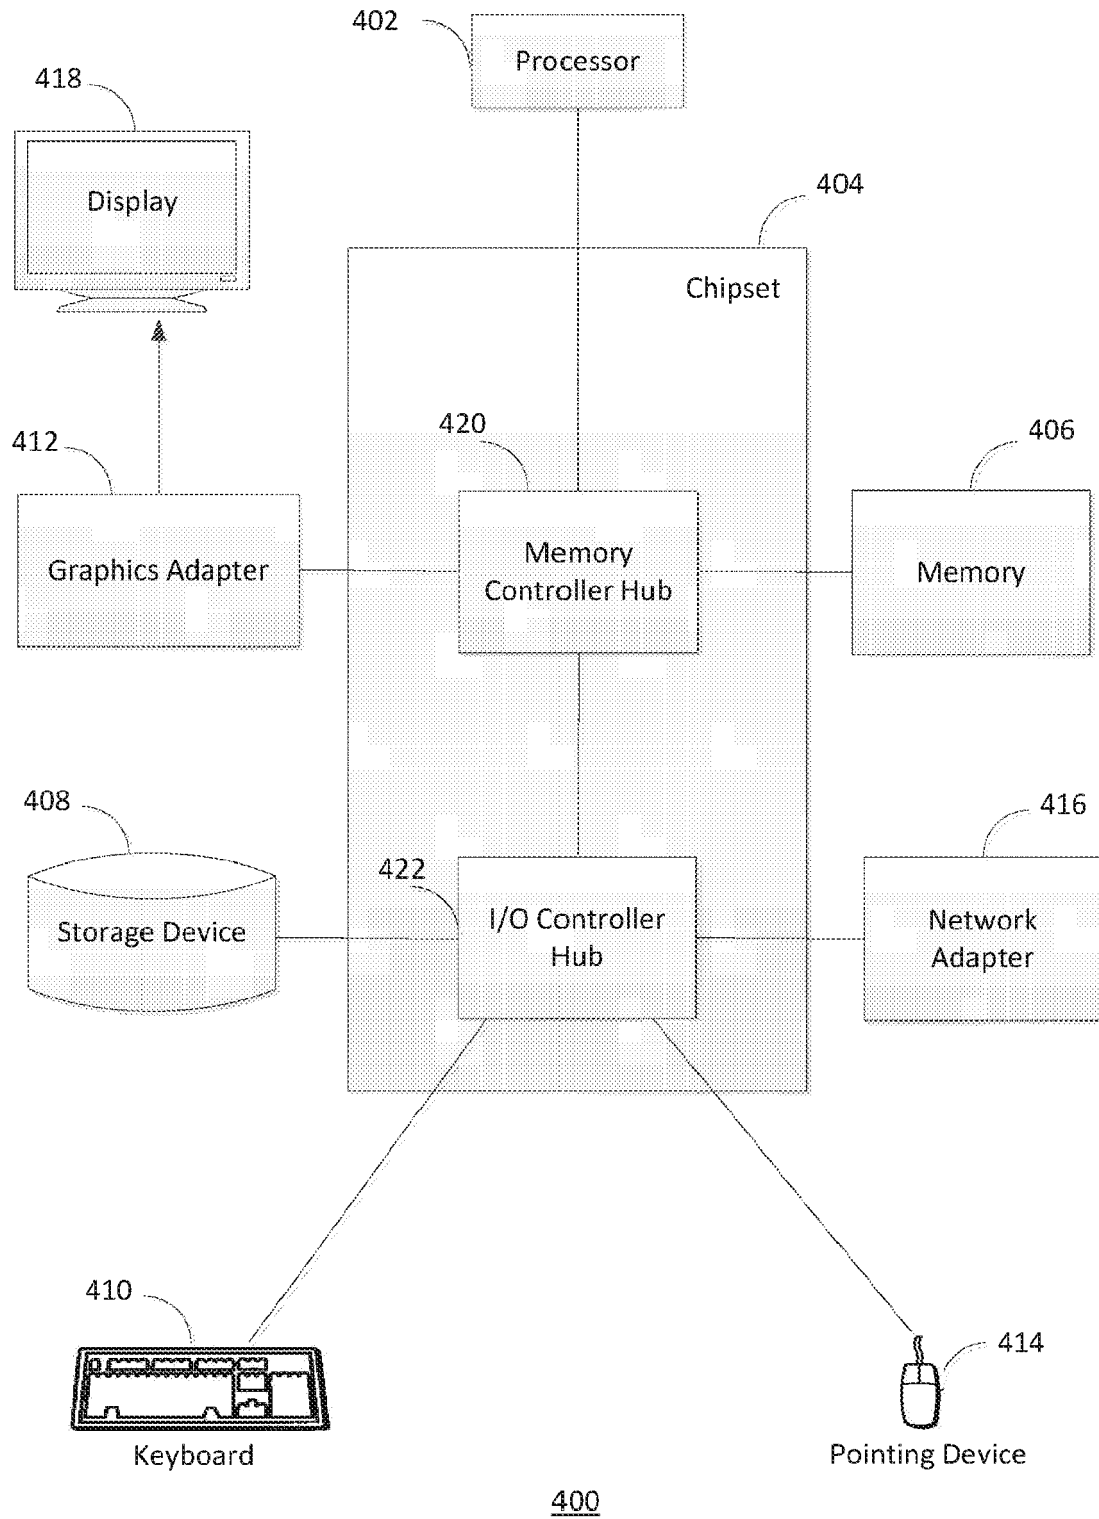 402
Processor
418
Display
404
Chipset
412
420
406
Graphics Adapter
Memory
Controller Hub
Memory
408
422
416
Storage Device
I/O Controller
Hub
Network
Adapter
410
414
Keyboard
Pointing Device
400